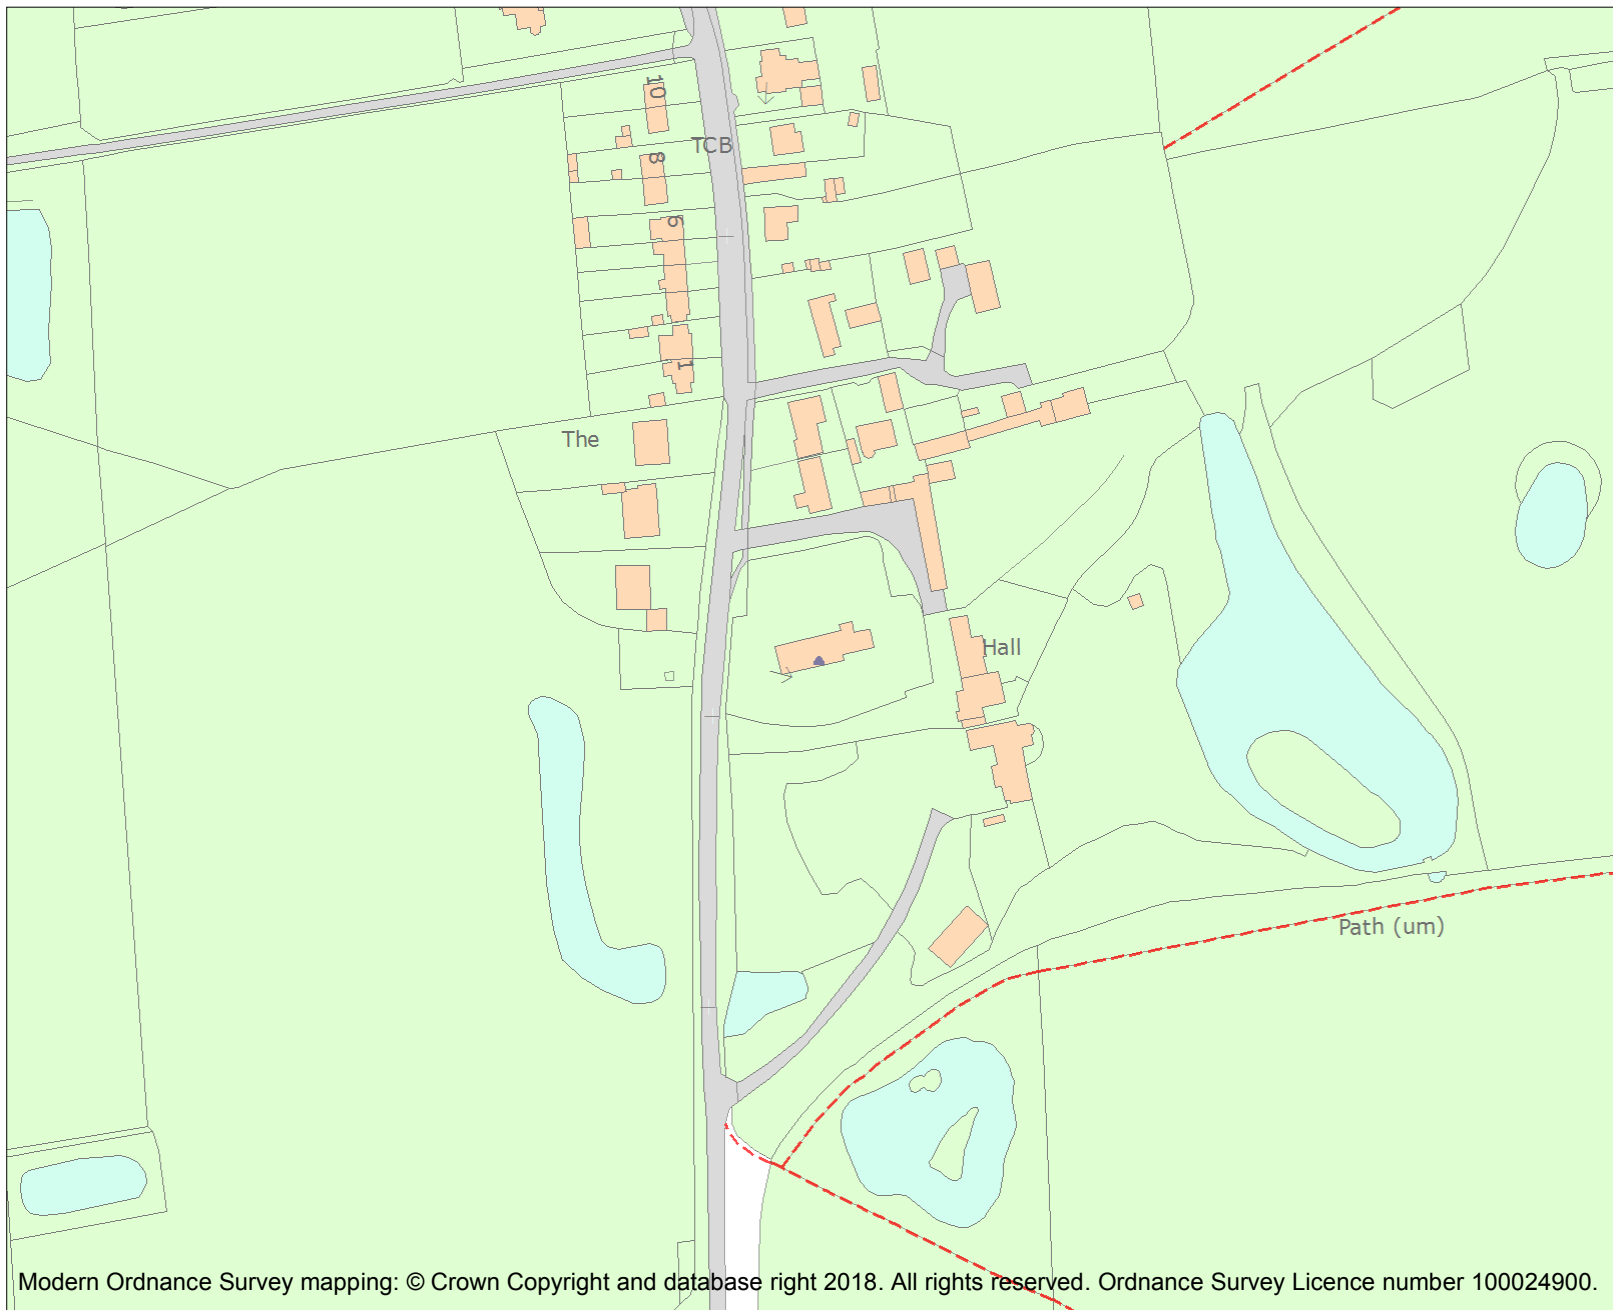 10
TCB
8
6
1
The
Hall
Path (um)
Modern Ordnance Survey mapping: © Crown Copyright and database right 2018. All rights reserved. Ordnance Survey Licence number 100024900.